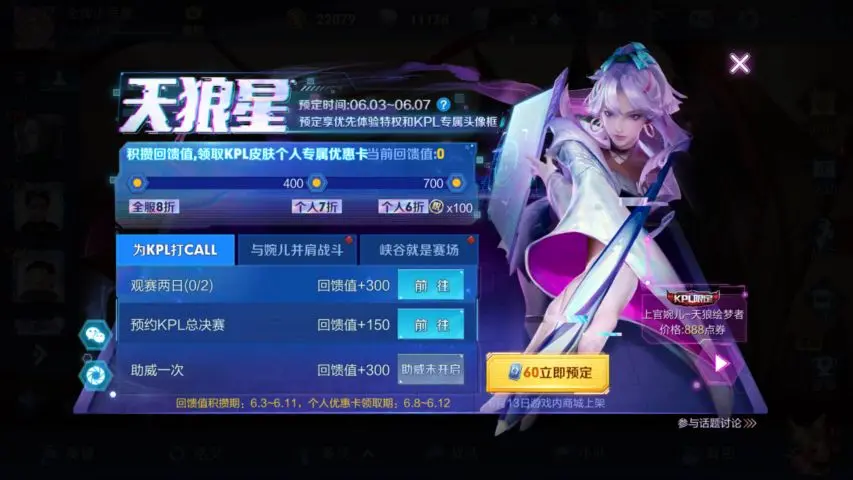 天狼星
预定时间:06.03~06.07 ?
预定享优先体验特权和KPL专属头像框
积攒回馈值,领取KPL皮肤个人专属优惠卡当前回馈值:0
400
700
全服8折
个人7折
个人6折 x100
为KPL打CALL
与婉儿并肩战斗
峡谷就是赛场
观赛两日(0/2)
回馈值+300
前往
预约KPL总决赛
回馈值+150
前往
助威一次
回馈值+300
助威未开启
回馈值积攒期：6.3~6.11，个人优惠卡领取期：6.8~6.12
KPL限定
上官婉儿-天狼绘梦者
价格:888点券
60立即预定
月13日游戏内商城上架
参与话题讨论